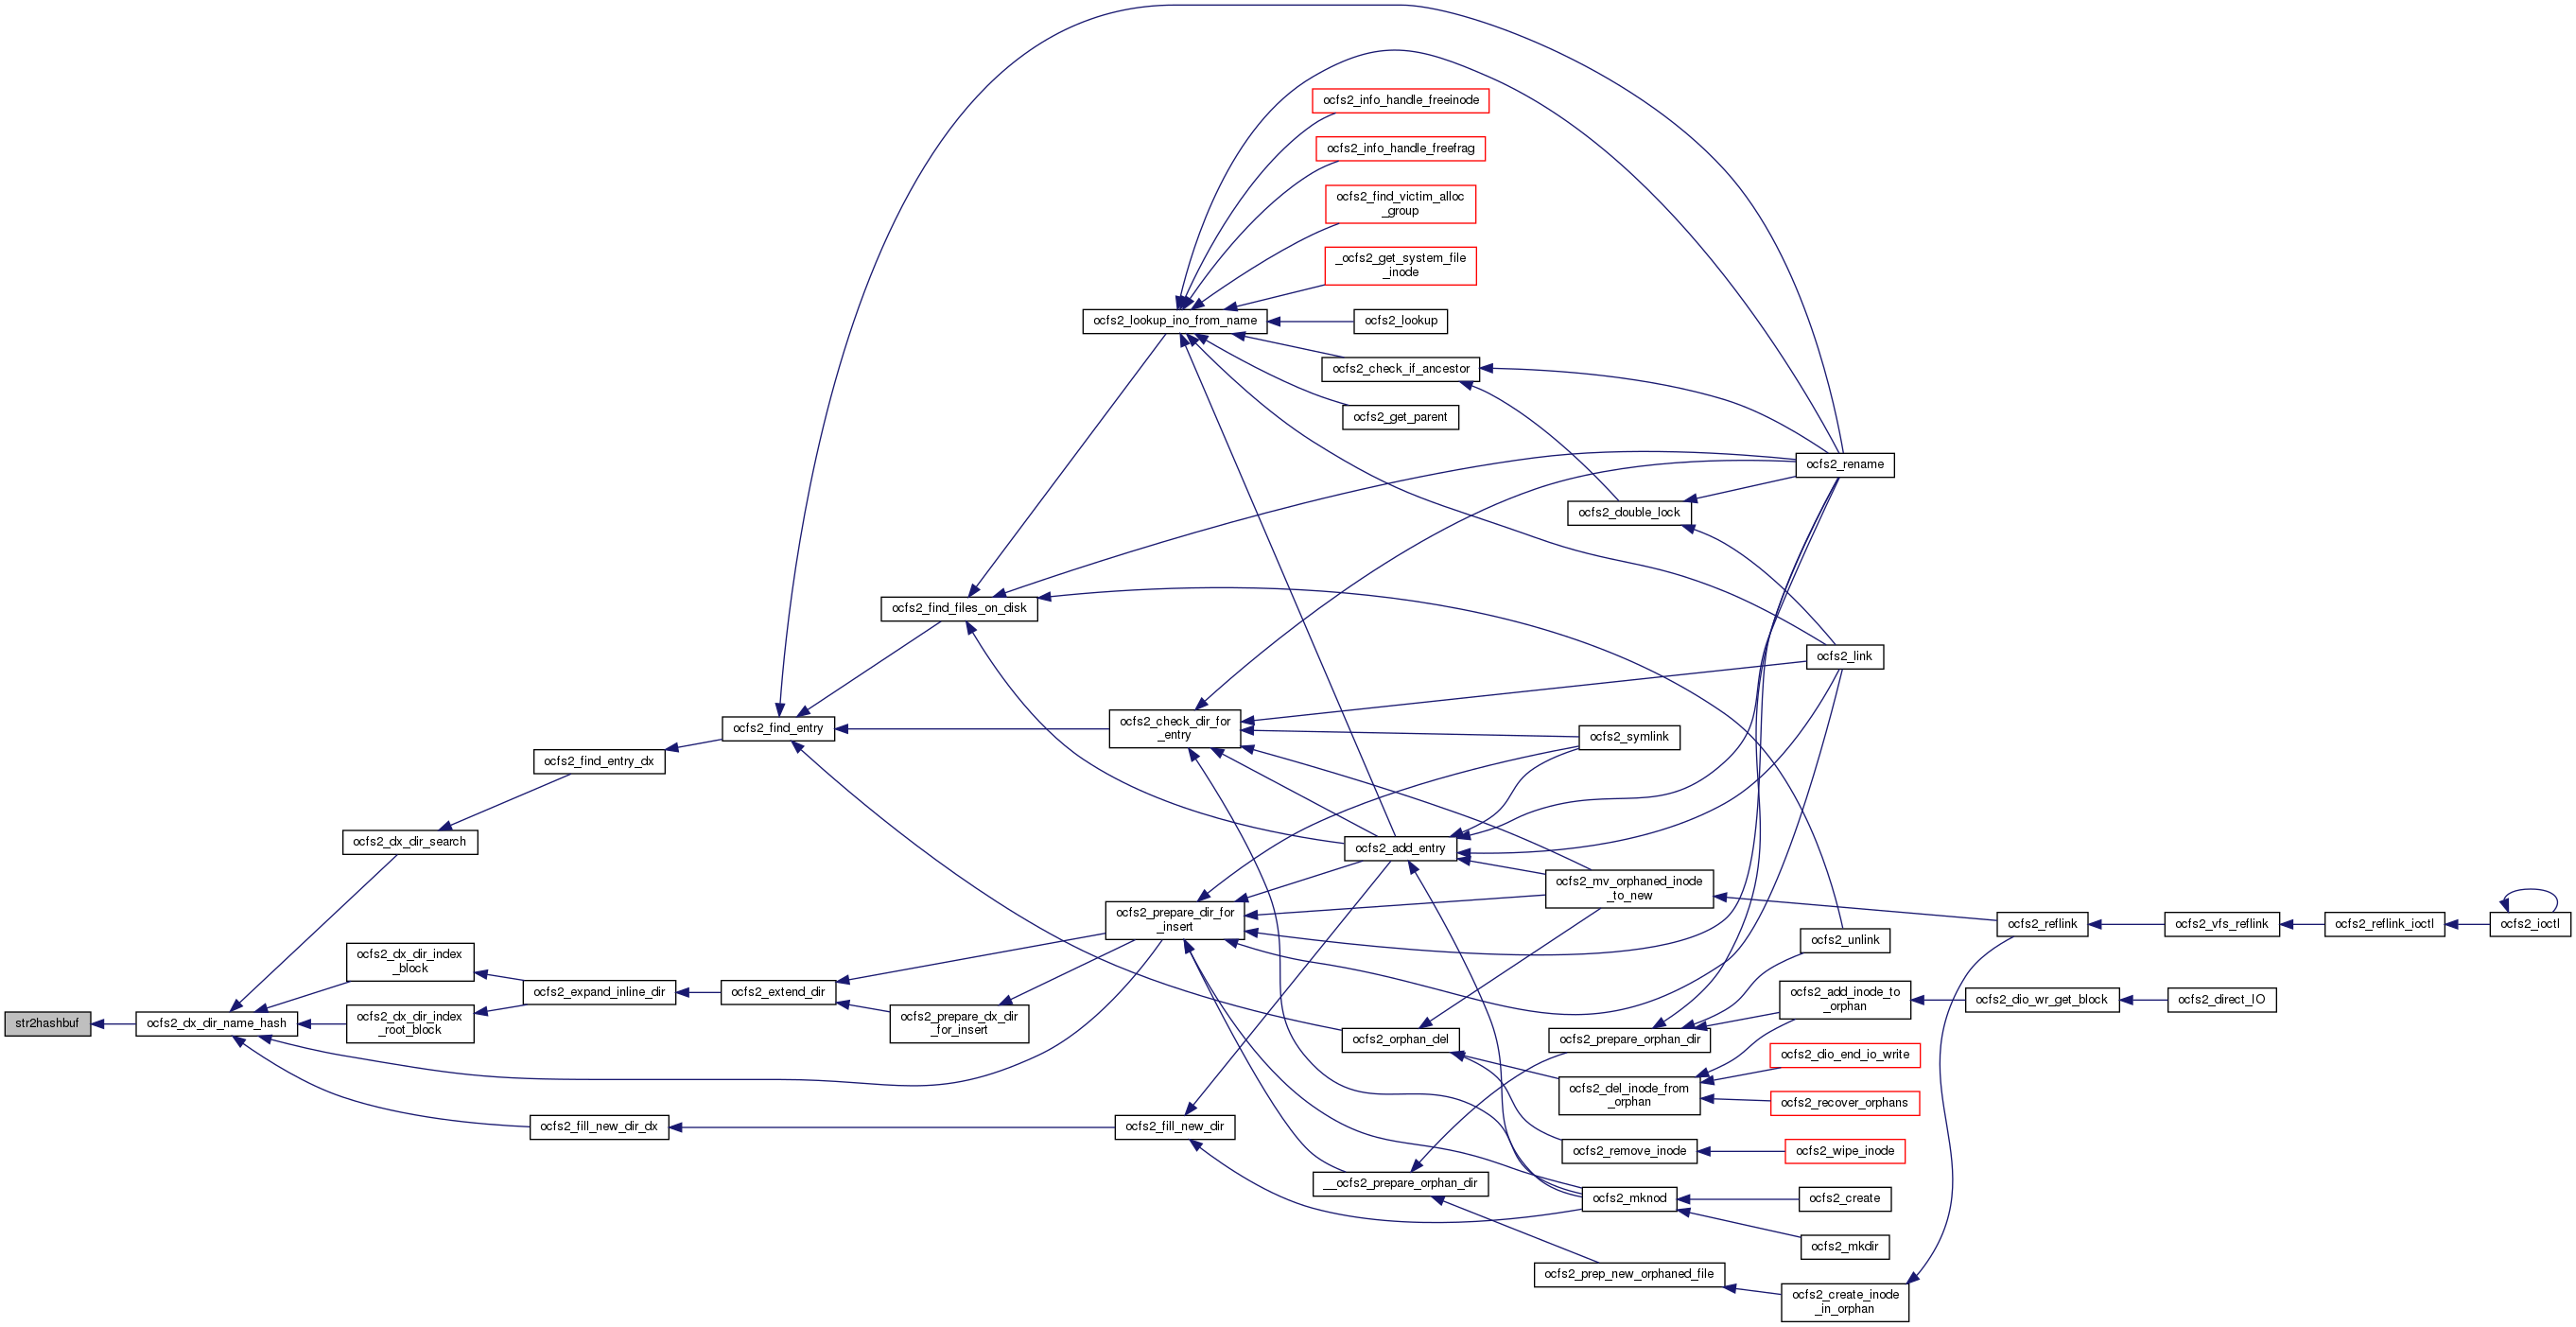 str2hashbuf
ocfs2_dx_dir_name_hash
ocfs2_dx_dir_search
ocfs2_dx_dir_index
_block
ocfs2_dx_dir_index
_root_block
ocfs2_find_entry_dx
ocfs2_expand_inline_dir
ocfs2_fill_new_dir_dx
ocfs2_find_entry
ocfs2_extend_dir
ocfs2_find_files_on_disk
ocfs2_prepare_dx_dir
_for_insert
ocfs2_lookup_ino_from_name
ocfs2_check_dir_for
_entry
ocfs2_prepare_dir_for
_insert
ocfs2_fill_new_dir
ocfs2_info_handle_freeinode
ocfs2_info_handle_freefrag
ocfs2_find_victim_alloc
_group
_ocfs2_get_system_file
_inode
ocfs2_lookup
ocfs2_check_if_ancestor
ocfs2_get_parent
ocfs2_add_entry
ocfs2_orphan_del
__ocfs2_prepare_orphan_dir
ocfs2_double_lock
ocfs2_symlink
ocfs2_mv_orphaned_inode
_to_new
ocfs2_prepare_orphan_dir
ocfs2_del_inode_from
_orphan
ocfs2_remove_inode
ocfs2_mknod
ocfs2_prep_new_orphaned_file
ocfs2_rename
ocfs2_link
ocfs2_unlink
ocfs2_add_inode_to
_orphan
ocfs2_dio_end_io_write
ocfs2_recover_orphans
ocfs2_wipe_inode
ocfs2_create
ocfs2_mkdir
ocfs2_create_inode
_in_orphan
ocfs2_reflink
ocfs2_dio_wr_get_block
ocfs2_vfs_reflink
ocfs2_direct_IO
ocfs2_reflink_ioctl
ocfs2_ioctl